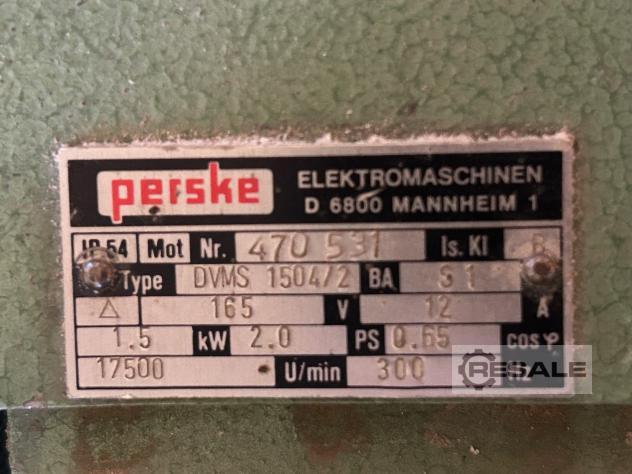 perske ELEKTROMASCHINEN
D 6800 MANNHEIM 1
IP 54 Mot Nr. 470 531 Is. Kl B
Type DVMS 1504/2 BA S 1
△ 165 V 12 A
1.5 kW 2.0 PS 0.65 cos φ
17500 U/min 300 Hz
RESALE